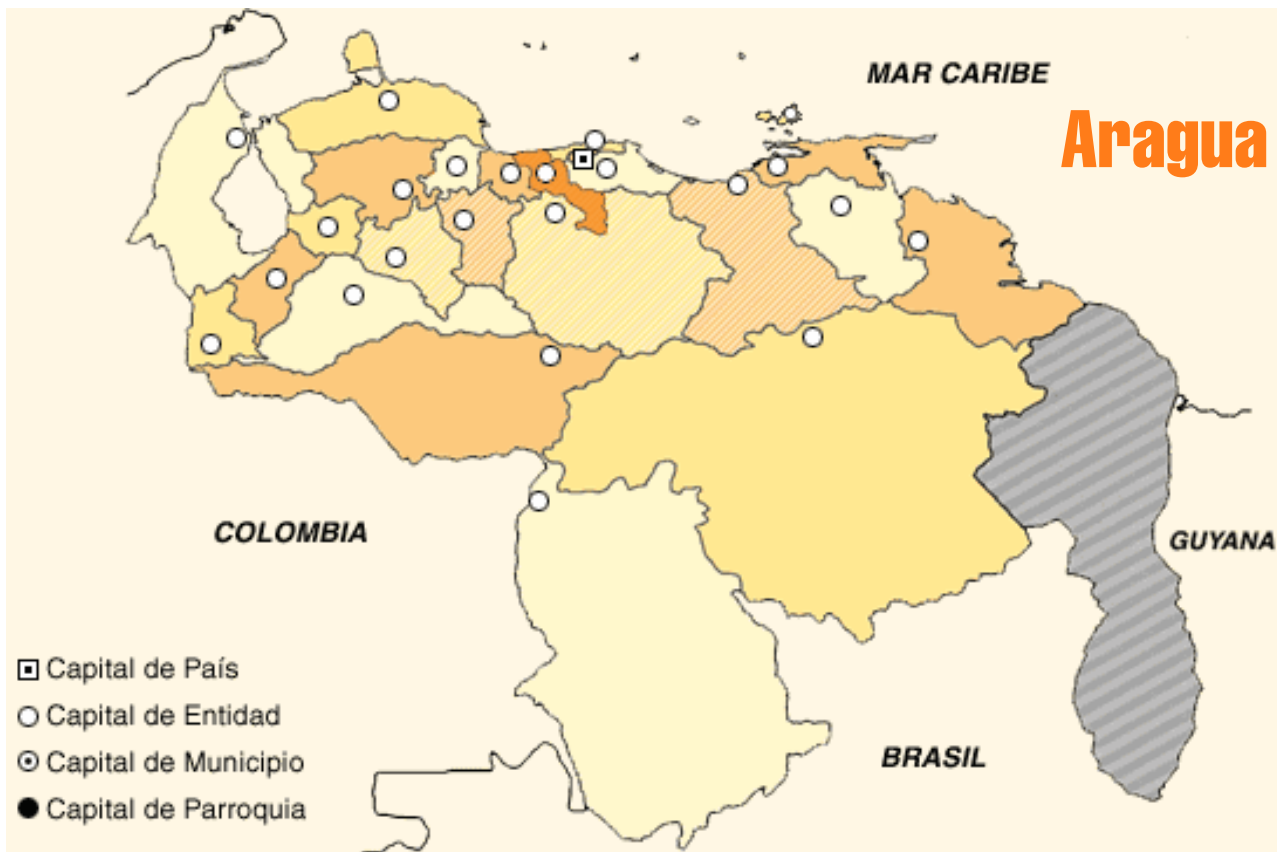 MAR CARIBE
Aragua
COLOMBIA
GUYANA
Capital de País
Capital de Entidad
Capital de Municipio
BRASIL
Capital de Parroquia